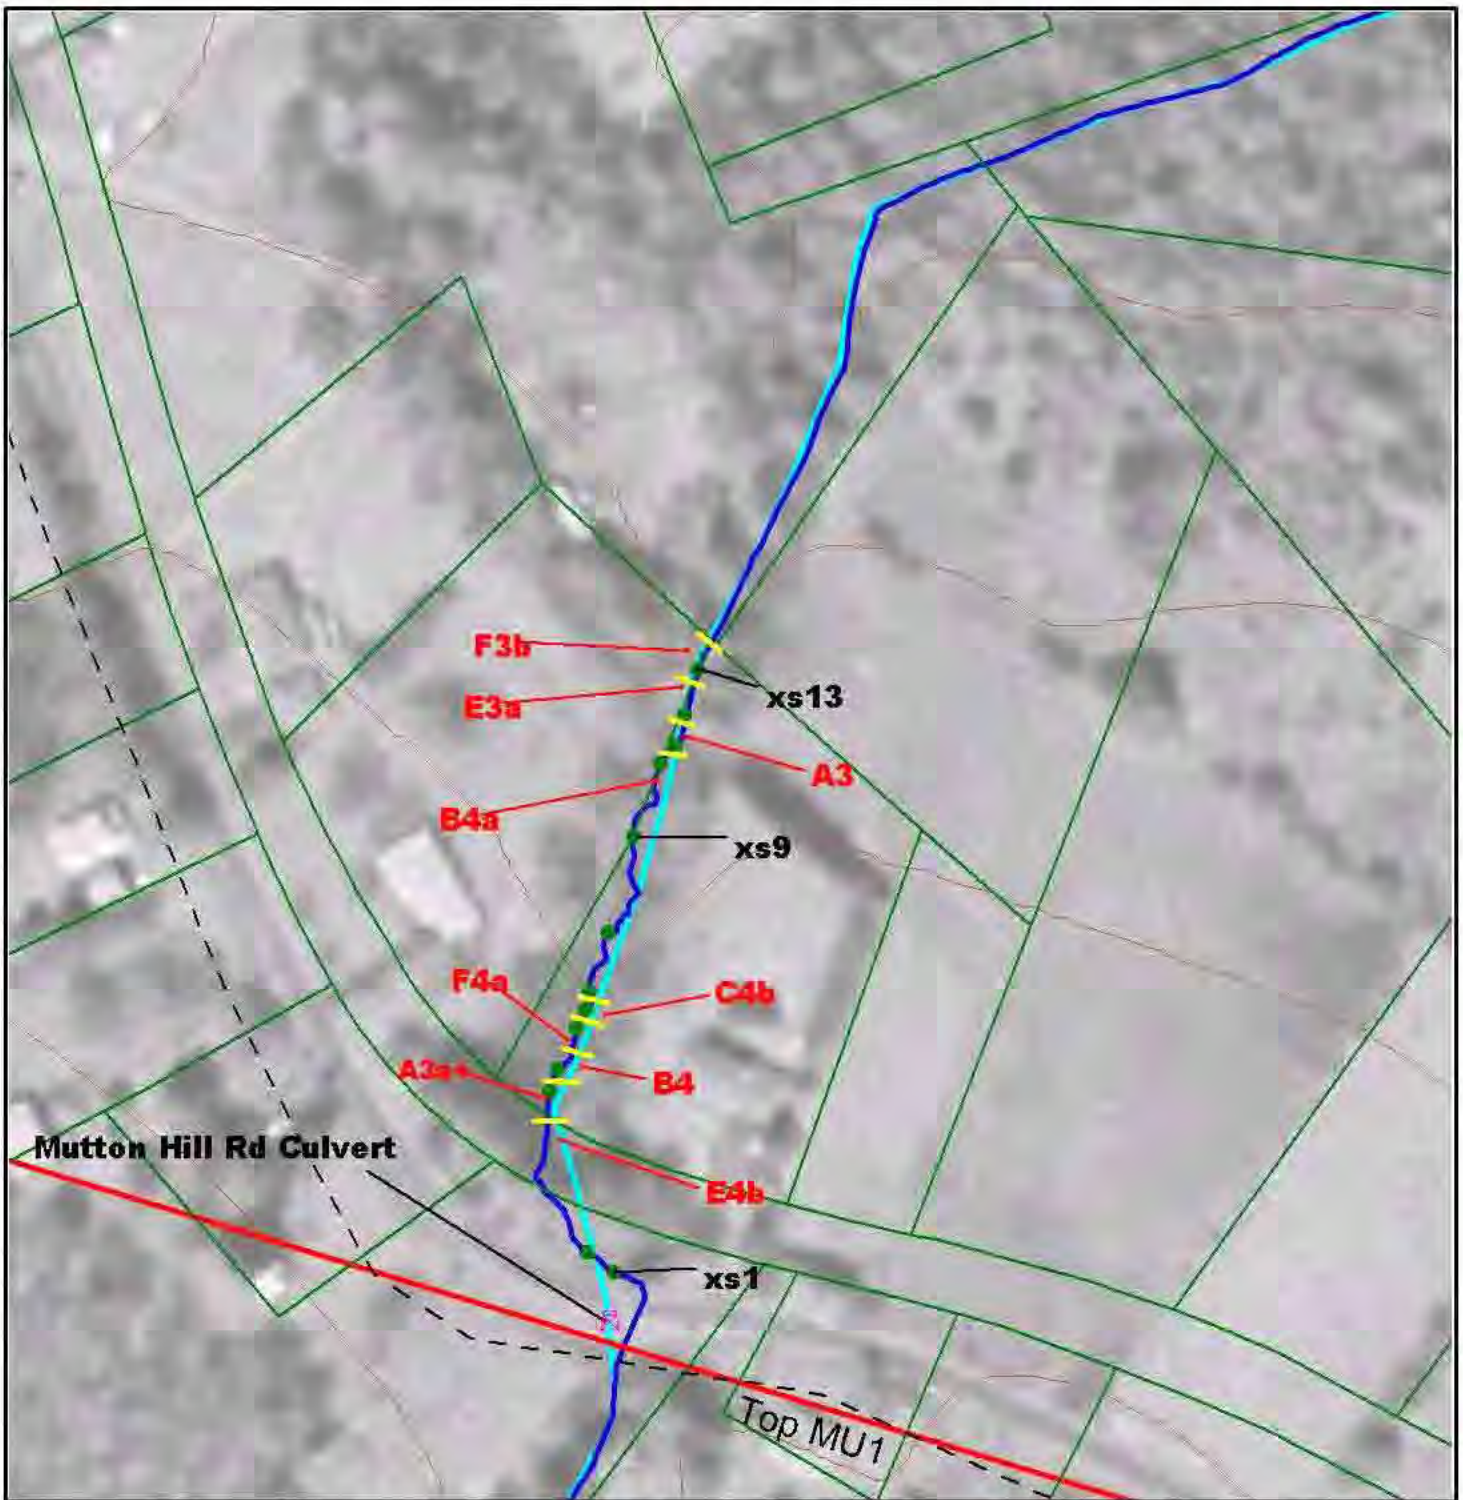 F3b
xs13
E3a
A3
B4a
xs9
F4a
C4b
A3a+
B4
Mutton Hill Rd Culvert
E4b
xs1
Top MU1